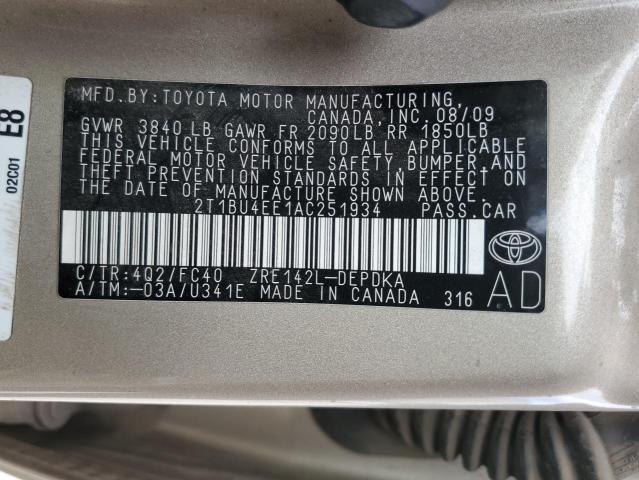 MFD. BY: TOYOTA MOTOR MANUFACTURING,
CANADA, INC. 08/09
GVWR 3840 LB GAWR FR 2090LB RR 1850LB
THIS VEHICLE CONFORMS TO ALL APPLICABLE
FEDERAL MOTOR VEHICLE SAFETY, BUMPER, AND
THEFT PREVENTION STANDARDS IN EFFECT ON
THE DATE OF MANUFACTURE SHOWN ABOVE.
2T1BU4EE1AC251934 PASS. CAR
C/TR: 4Q2/FC40 ZRE142L-DEPDKA
A/TM: -03A/U341E MADE IN CANADA 316
AD
E8
02C01